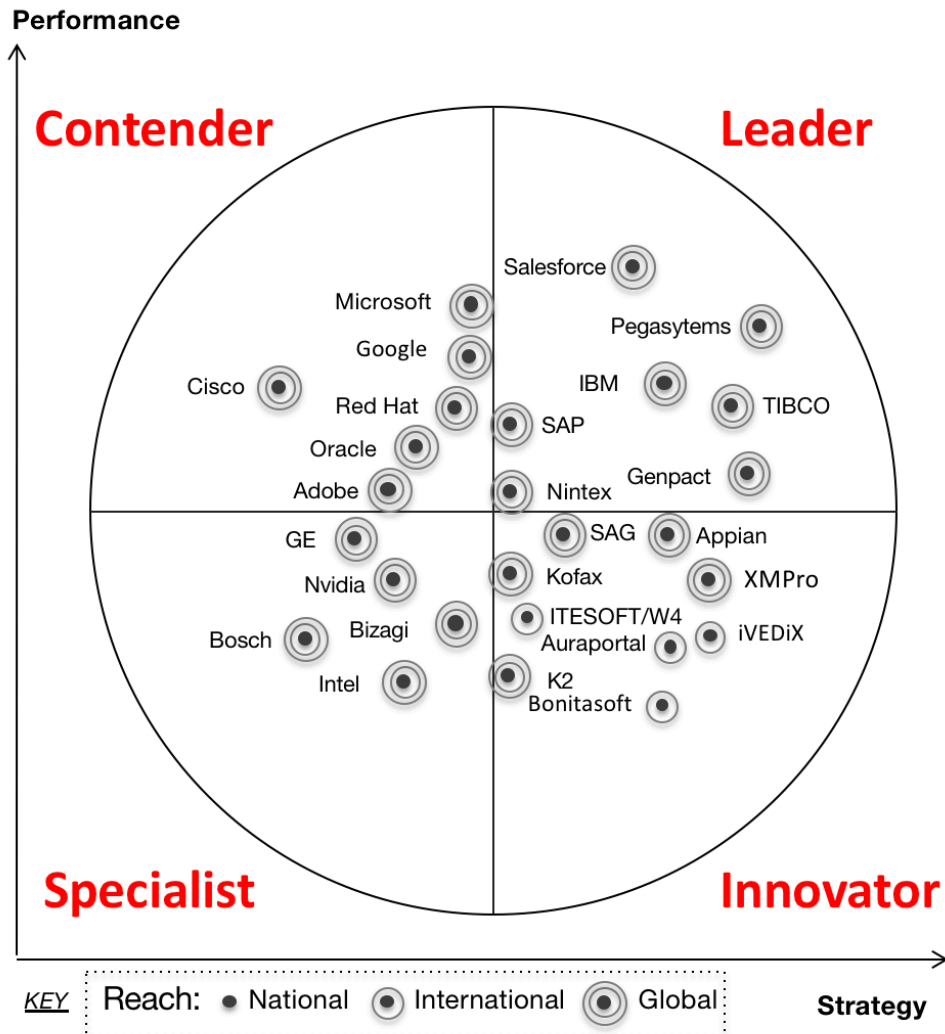 Performance
Contender
Leader
Salesforce
Microsoft
Pegasytems
Google
Cisco
IBM
Red Hat
TIBCO
SAP
Oracle
Genpact
Adobe
Nintex
GE
SAG
Appian
Nvidia
Kofax
XMPro
ITESOFT/W4
Bizagi
iVEDiX
Bosch
Auraportal
Intel
K2
Bonitasoft
Specialist
Innovator
KEY Reach: National International Global
Strategy